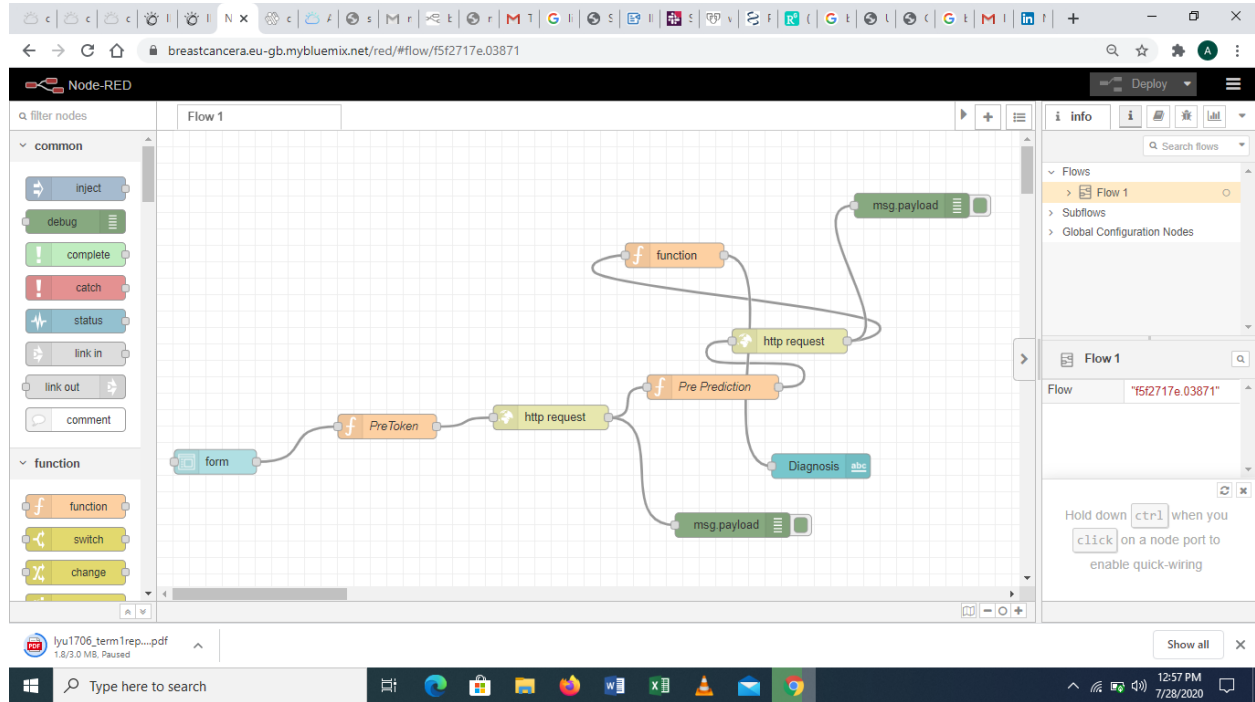 breastcancera.eu-gb.mybluemix.net/red/#flow/f5f2717e.03871
A
Node-RED
Deploy
filter nodes
Flow 1
i info
i
Search flows
common
Flows
Flow 1
Subflows
Global Configuration Nodes
inject
debug
complete
catch
status
link in
link out
comment
function
function
switch
change
msg.payload
function
http request
Pre Prediction
http request
PreToken
form
Diagnosis abc
msg.payload
Flow 1
Flow "f5f2717e.03871"
Hold down ctrl when you
click on a node port to
enable quick-wiring
lyu1706_term1rep....pdf
1.8/3.0 MB, Paused
Show all
Type here to search
12:57 PM
7/28/2020